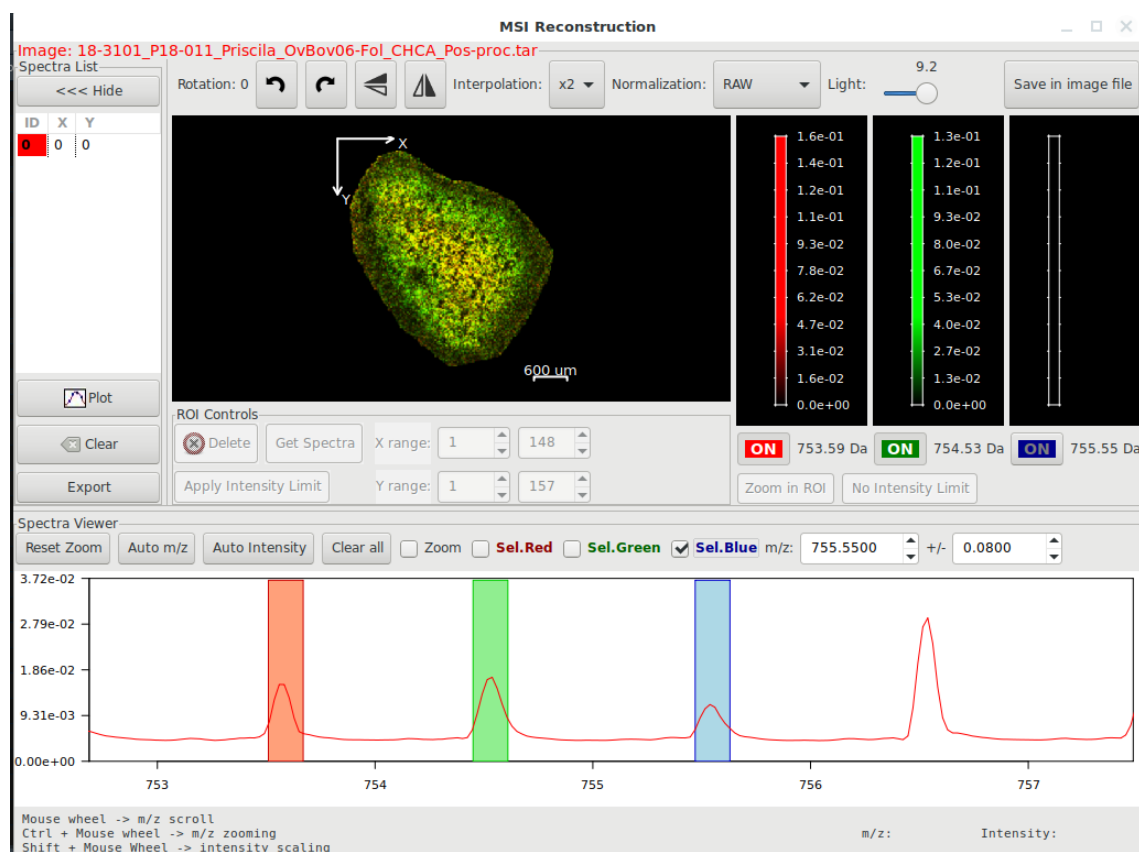 MSI Reconstruction
Image: 18-3101_P18-011_Priscila_OvBov06-Fol_CHCA_Pos-proc.tar
Spectra List
<<< Hide
ID X Y
0 0 0
Plot
Clear
Export
Rotation: 0
Interpolation: x2
Normalization: RAW
Light: 9.2
Save in image file
X
Y
600 um
1.6e-01
1.4e-01
1.2e-01
1.1e-01
9.3e-02
7.8e-02
6.2e-02
4.7e-02
3.1e-02
1.6e-02
0.0e+00
1.3e-01
1.2e-01
1.1e-01
9.3e-02
8.0e-02
6.7e-02
5.3e-02
4.0e-02
2.7e-02
1.3e-02
0.0e+00
ROI Controls
Delete Get Spectra X range: 1 148
Apply Intensity Limit Y range: 1 157
ON 753.59 Da ON 754.53 Da ON 755.55 Da
Zoom in ROI No Intensity Limit
Spectra Viewer
Reset Zoom Auto m/z Auto Intensity Clear all Zoom Sel.Red Sel.Green Sel.Blue m/z: 755.5500 +/- 0.0800
3.72e-02
2.79e-02
1.86e-02
9.31e-03
0.00e+00
753 754 755 756 757
Mouse wheel -> m/z scroll
Ctrl + Mouse wheel -> m/z zooming
Shift + Mouse Wheel -> intensity scaling
m/z: Intensity: